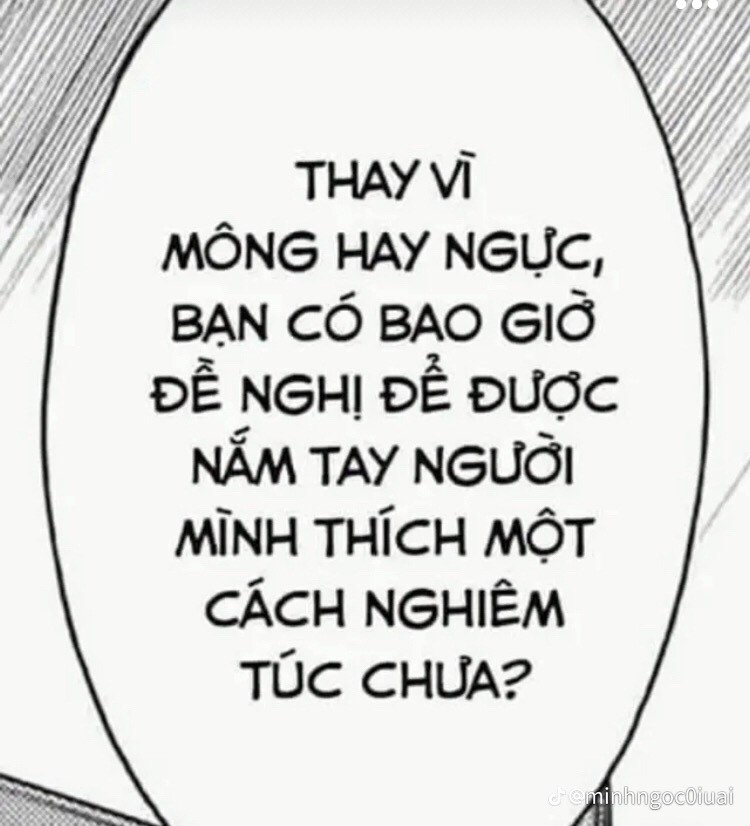 THAY VÌ
MÔNG HAY NGỰC,
BẠN CÓ BAO GIỜ
ĐỀ NGHỊ ĐỂ ĐƯỢC
NẮM TAY NGƯỜI
MÌNH THÍCH MỘT
CÁCH NGHIÊM
TÚC CHƯA?
@minhngoc0iuai